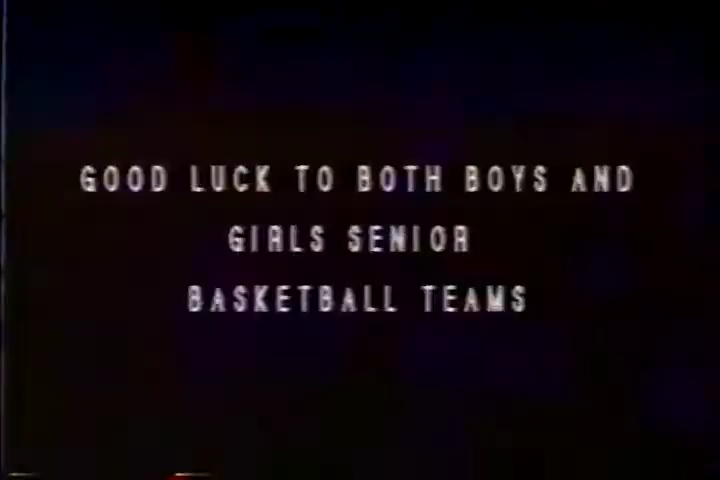 GOOD LUCK TO BOTH BOYS AND
GIRLS SENIOR
BASKETBALL TEAMS